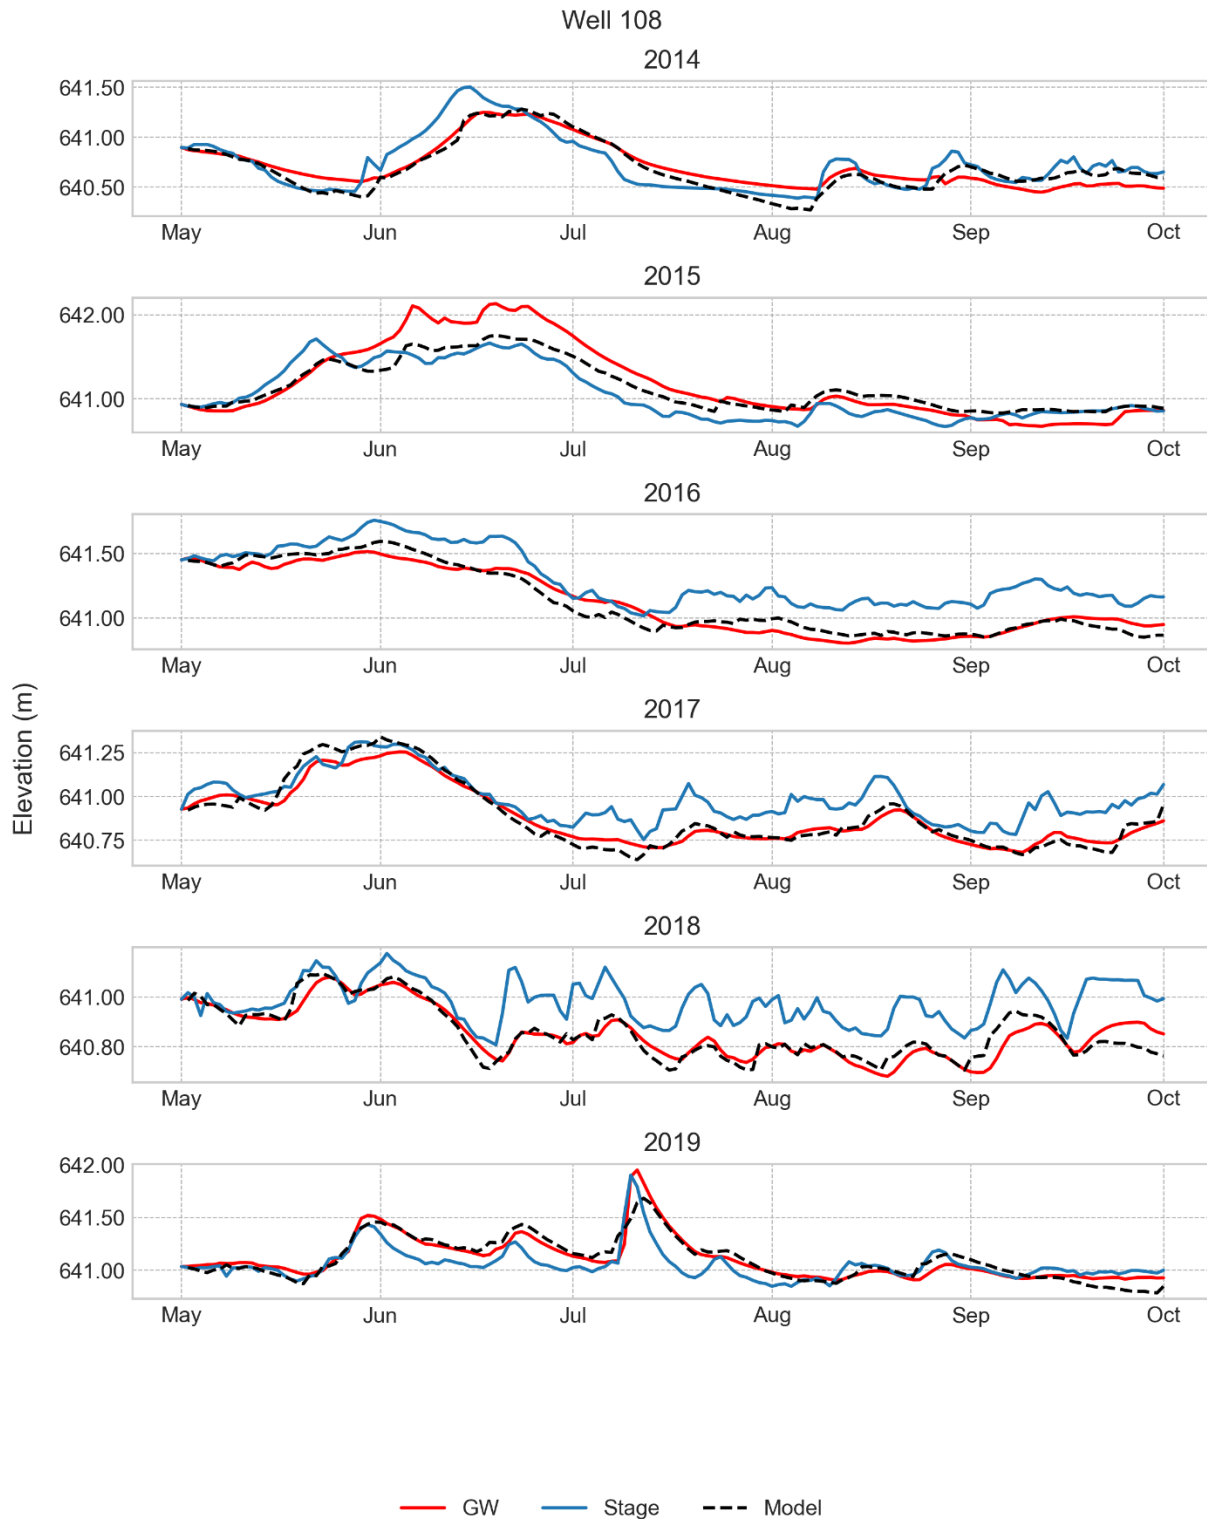 Well 108
2014
641.50
641.00
640.50
May Jun Jul Aug Sep Oct
2015
642.00
641.00
May Jun Jul Aug Sep Oct
2016
641.50
641.00
May Jun Jul Aug Sep Oct
Elevation (m)
2017
641.25
641.00
640.75
May Jun Jul Aug Sep Oct
2018
641.00
640.80
May Jun Jul Aug Sep Oct
2019
642.00
641.50
641.00
May Jun Jul Aug Sep Oct
GW Stage Model